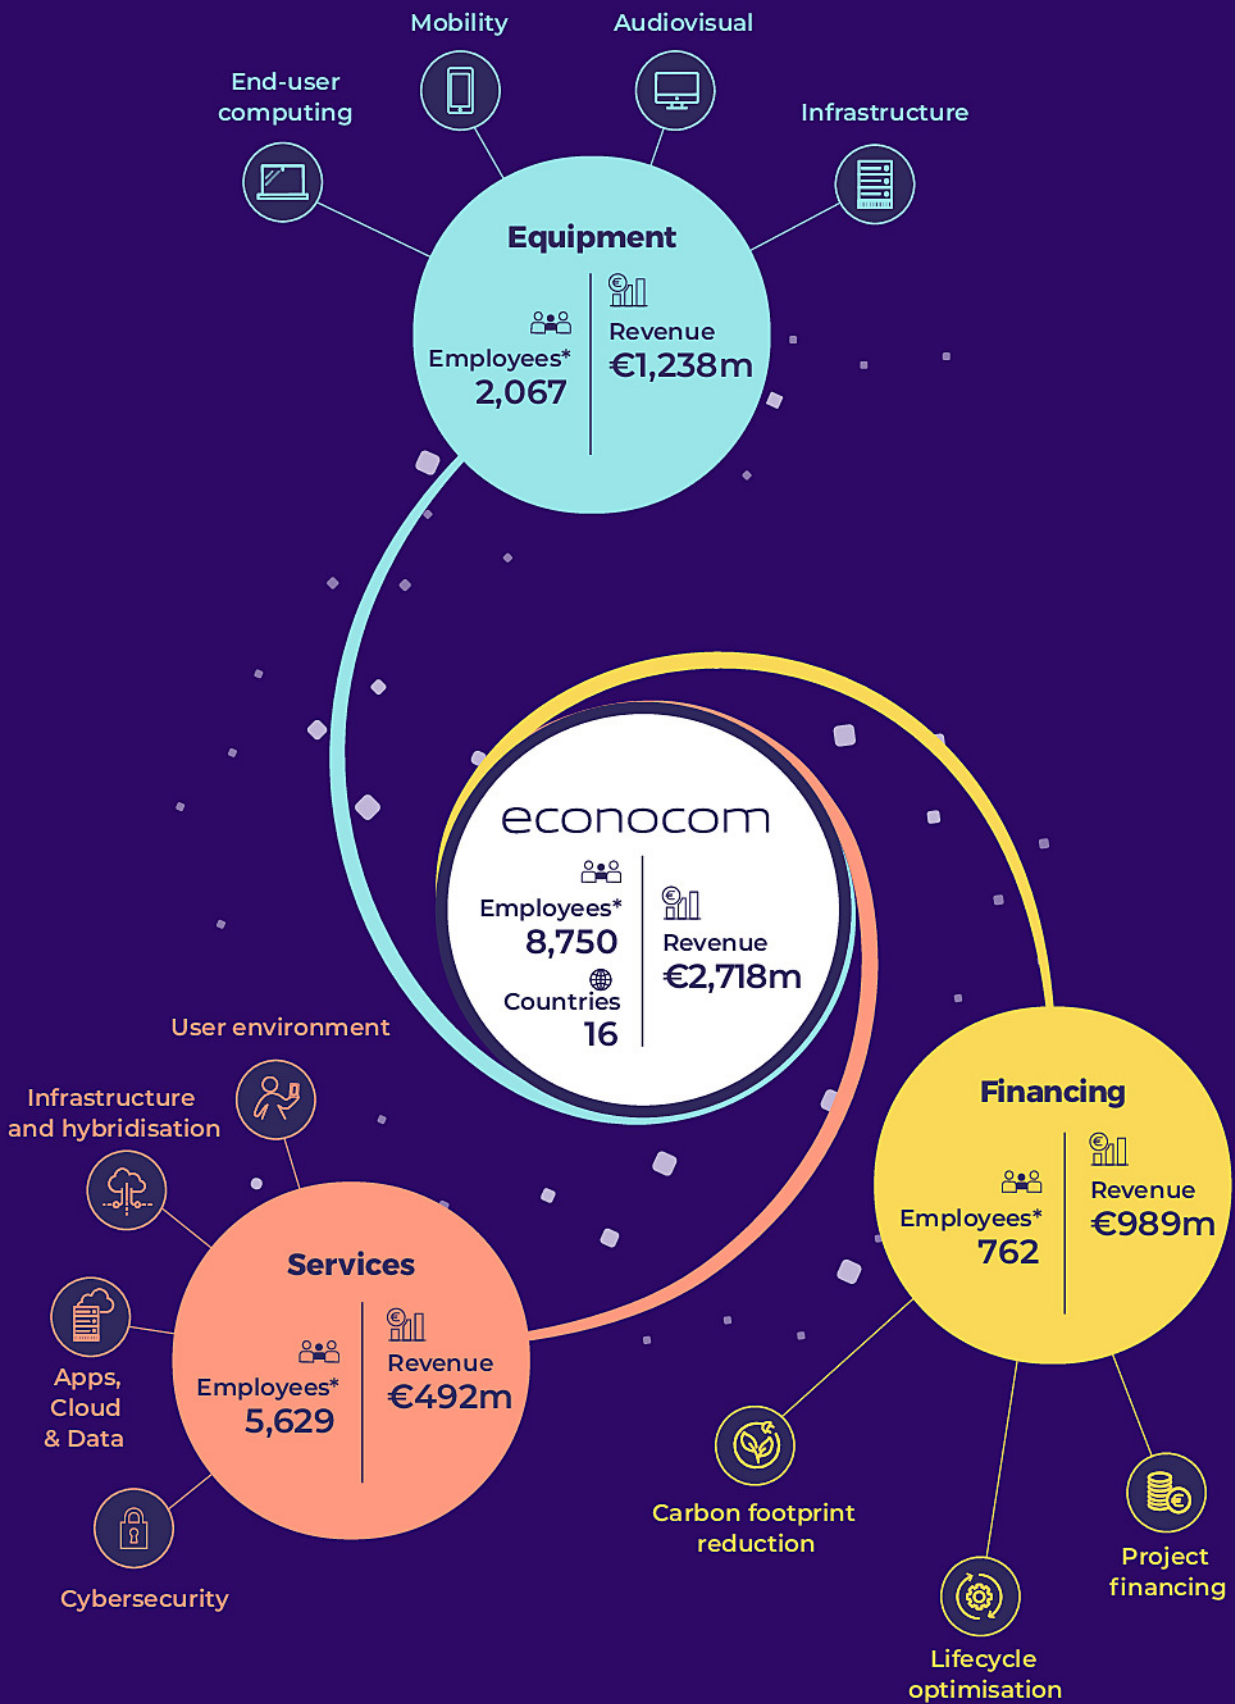 Mobility
Audiovisual
End-user
computing
Infrastructure
Equipment
Employees*
2,067
Revenue
€1,238m
econocom
Employees*
8,750
Countries
16
Revenue
€2,718m
User environment
Infrastructure
and hybridisation
Apps,
Cloud
& Data
Cybersecurity
Services
Employees*
5,629
Revenue
€492m
Financing
Employees*
762
Revenue
€989m
Carbon footprint
reduction
Lifecycle
optimisation
Project
financing